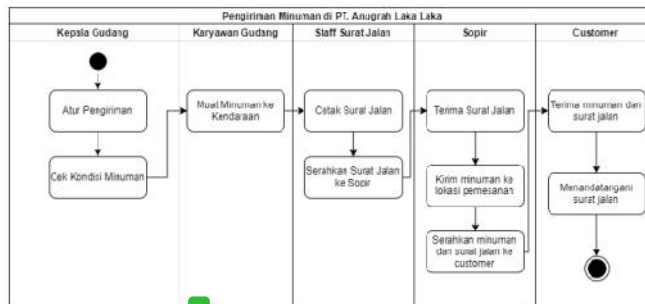 Pengiriman Minuman di PT. Anugrah Laka Laka
Kepala Gudang
Karyawan Gudang
Staff Surat Jalan
Sopir
Customer
Atur Pengiriman
Cek Kondisi Minuman
Muat Minuman ke
Kendaraan
Cetak Surat Jalan
Serahkan Surat Jalan
ke Sopir
Terima Surat Jalan
Kirim minuman ke
lokasi pemesanan
Serahkan minuman
dan surat jalan ke
customer
Terima minuman dan
surat jalan
Menandatangani
surat jalan